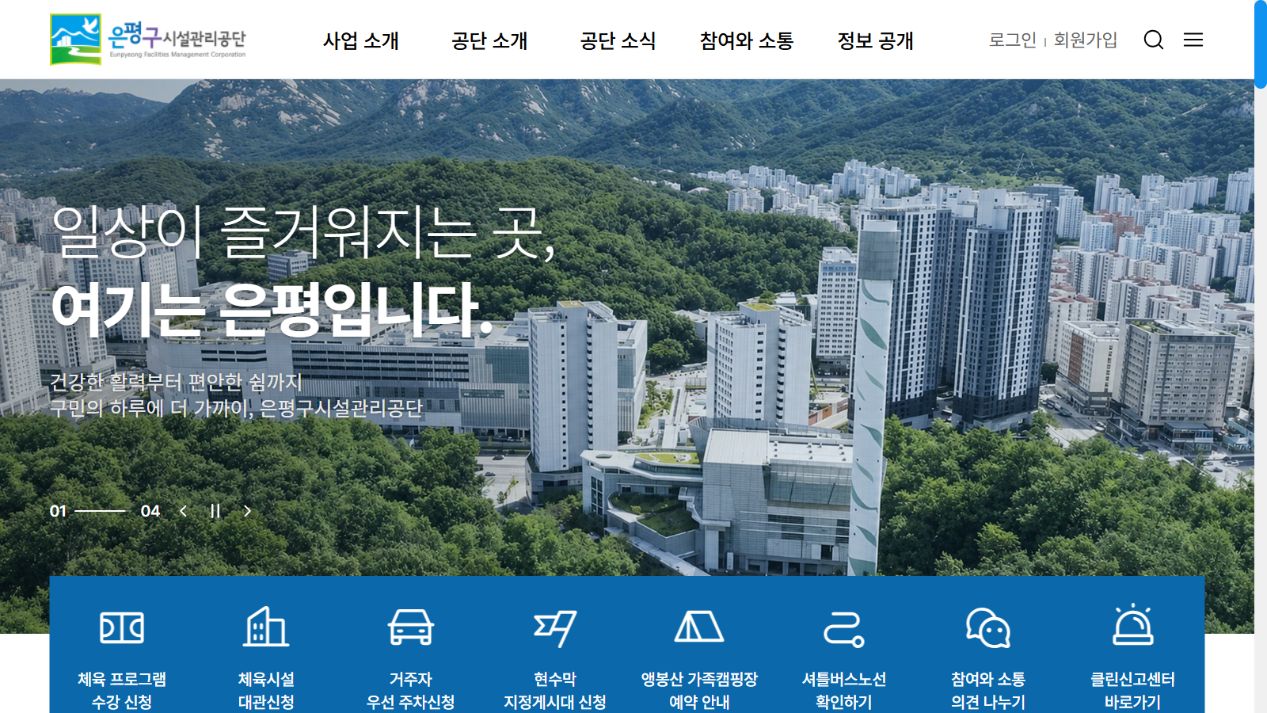 은평구시설관리공단
Eunpyeong Facilities Management Corporation
사업 소개
공단 소개
공단 소식
참여와 소통
정보 공개
로그인
회원가입
일상이 즐거워지는 곳,
여기는 은평입니다.
건강한 활력부터 편안한 쉼까지
구민의 하루에 더 가까이, 은평구시설관리공단
01
04
체육 프로그램
수강 신청
체육시설
대관신청
거주자
우선 주차신청
현수막
지정게시대 신청
앵봉산 가족캠핑장
예약 안내
셔틀버스노선
확인하기
참여와 소통
의견 나누기
클린신고센터
바로가기